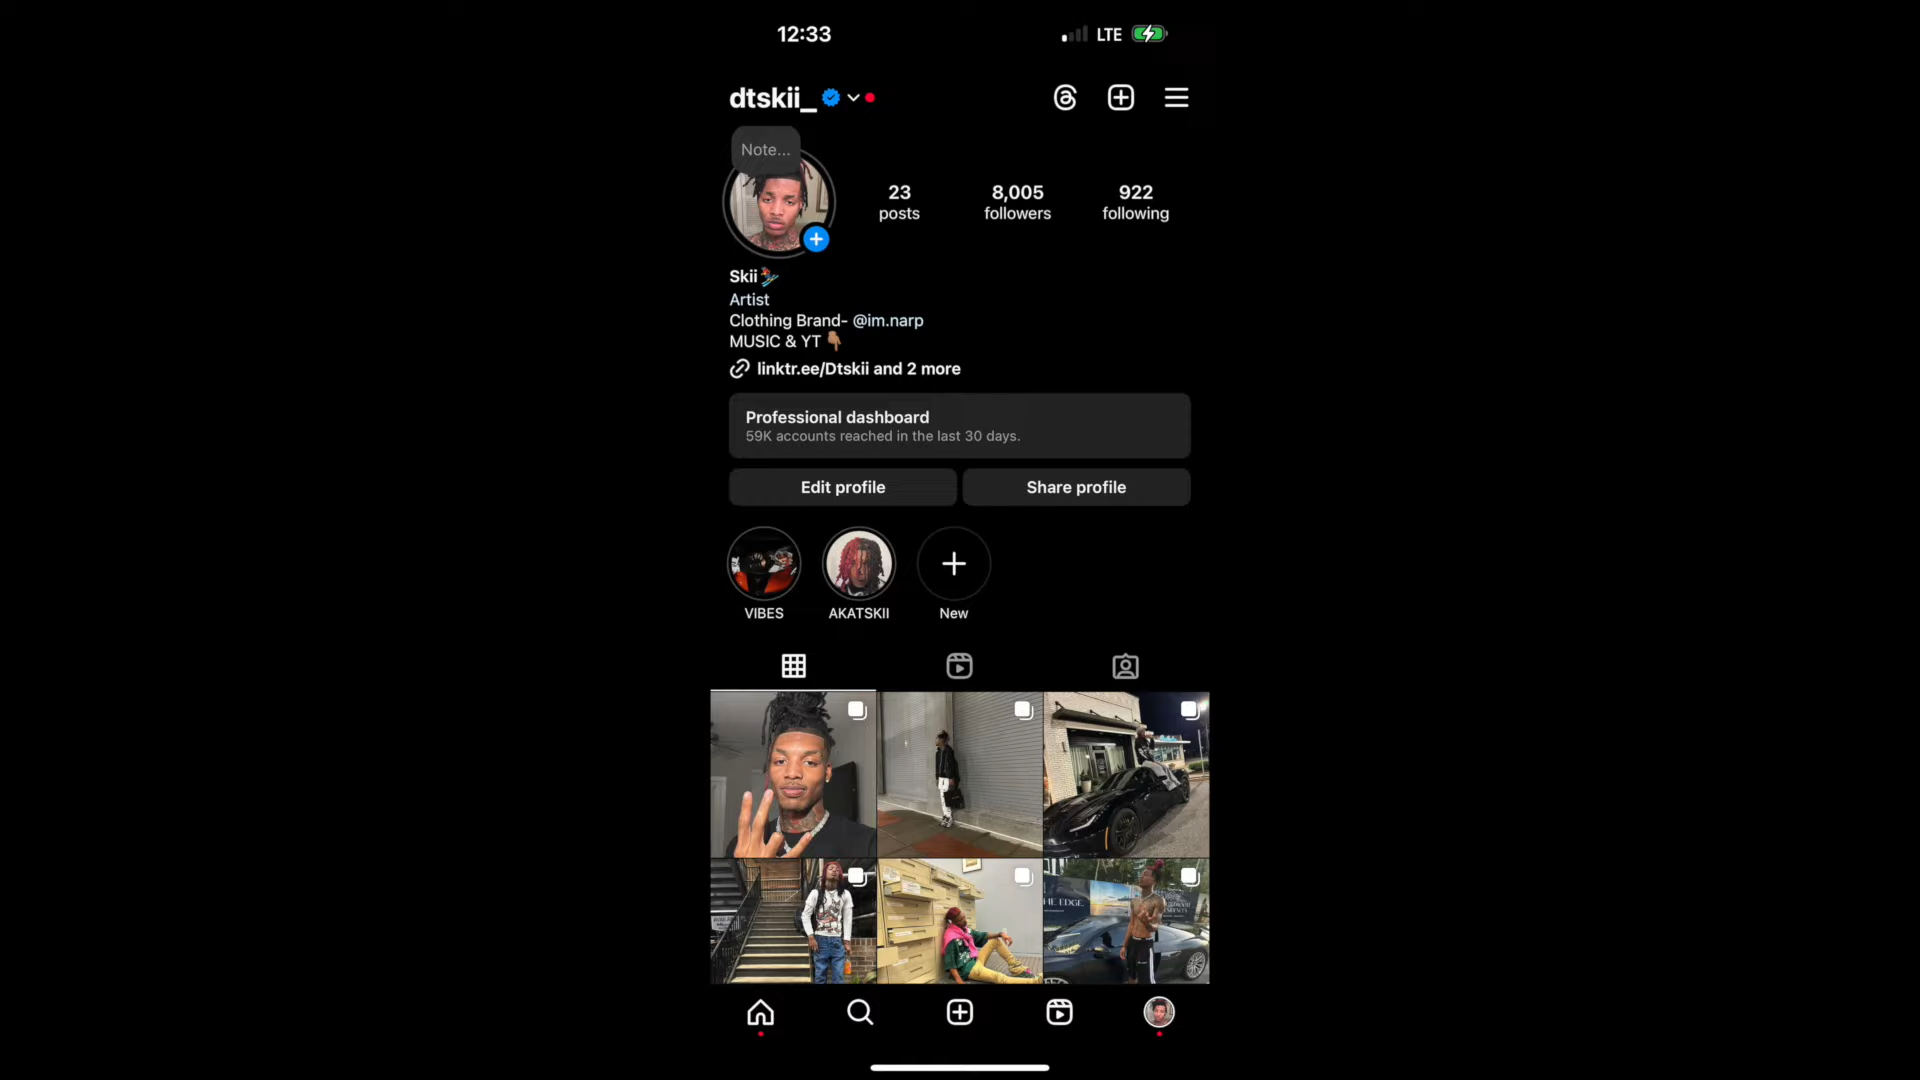 12:33
LTE
dtskii_
Note...
23
posts
8,005
followers
922
following
Skii
Artist
Clothing Brand- @im.narp
MUSIC & YT
linktr.ee/Dtskii and 2 more
Professional dashboard
59K accounts reached in the last 30 days.
Edit profile
Share profile
VIBES
AKATSKII
New
HE EDGE